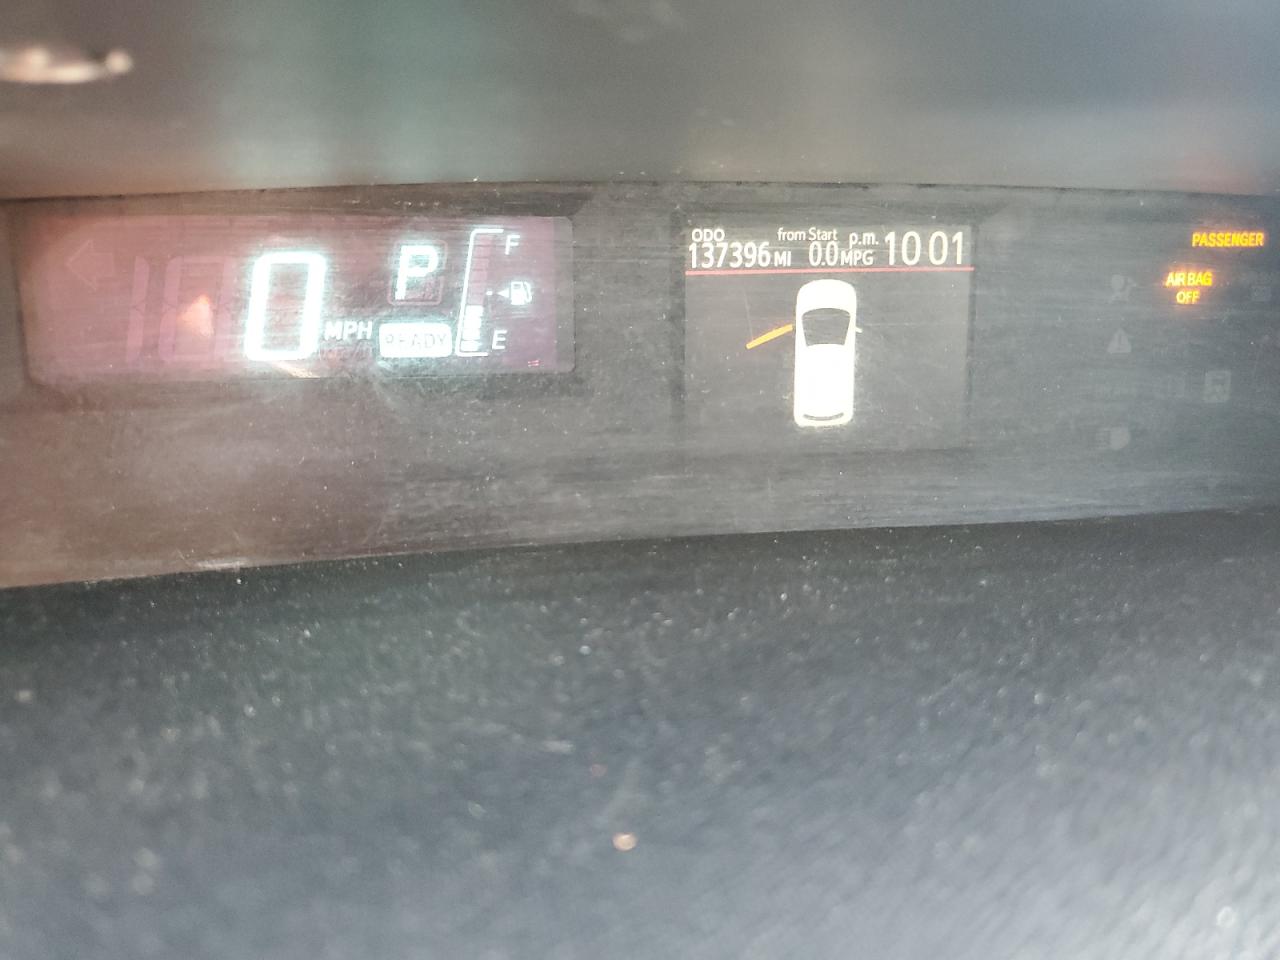 0 MPH
P
READY
F
E
ODO from Start p.m. 10 01
137396 MI 0.0 MPG
PASSENGER
AIR BAG
OFF